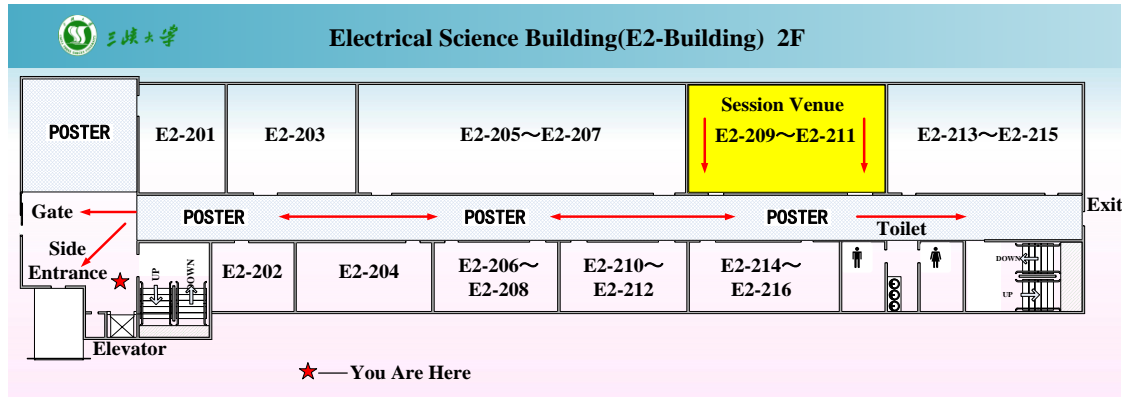 三峡大学
Electrical Science Building(E2-Building) 2F
POSTER
E2-201
E2-203
E2-205～E2-207
Session Venue
E2-209～E2-211
E2-213～E2-215
Gate
POSTER
POSTER
POSTER
Exit
Toilet
Side
Entrance
UP
DOWN
E2-202
E2-204
E2-206～
E2-208
E2-210～
E2-212
E2-214～
E2-216
DOWN
UP
Elevator
You Are Here